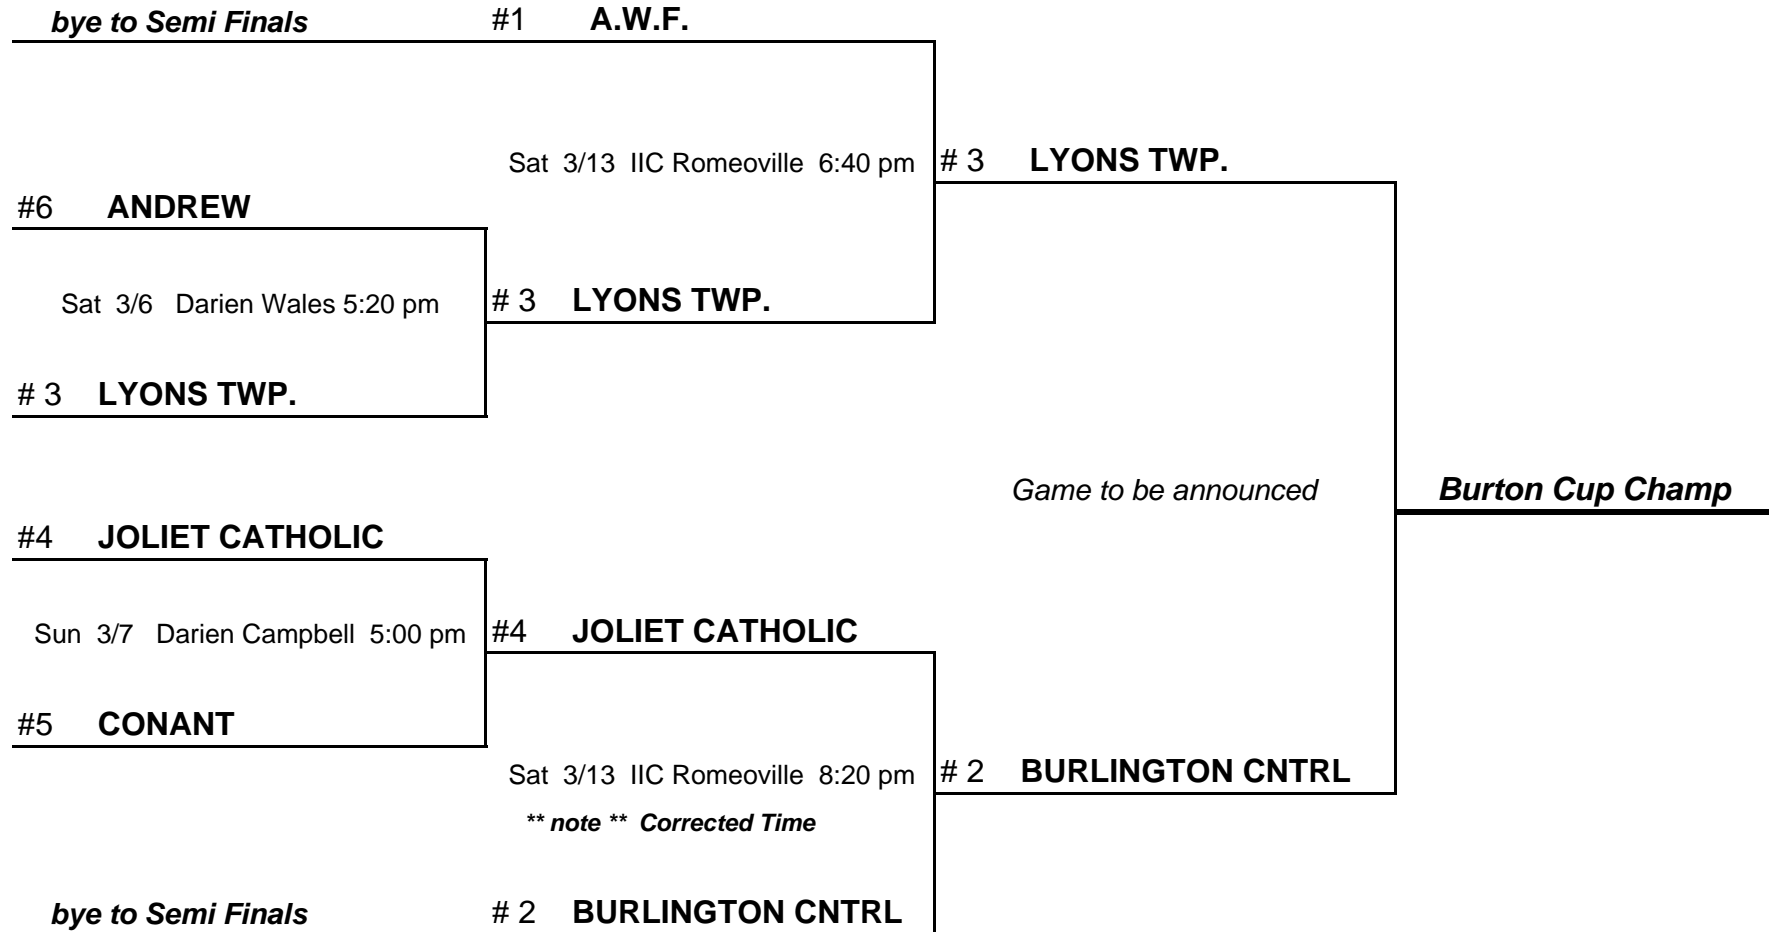 bye to Semi Finals #1 A.W.F.
Sat 3/13 IIC Romeoville 6:40 pm # 3 LYONS TWP.
#6 ANDREW
Sat 3/6 Darien Wales 5:20 pm # 3 LYONS TWP.
# 3 LYONS TWP.
Game to be announced Burton Cup Champ
#4 JOLIET CATHOLIC
Sun 3/7 Darien Campbell 5:00 pm #4 JOLIET CATHOLIC
#5 CONANT
Sat 3/13 IIC Romeoville 8:20 pm # 2 BURLINGTON CNTRL
** note ** Corrected Time
bye to Semi Finals # 2 BURLINGTON CNTRL